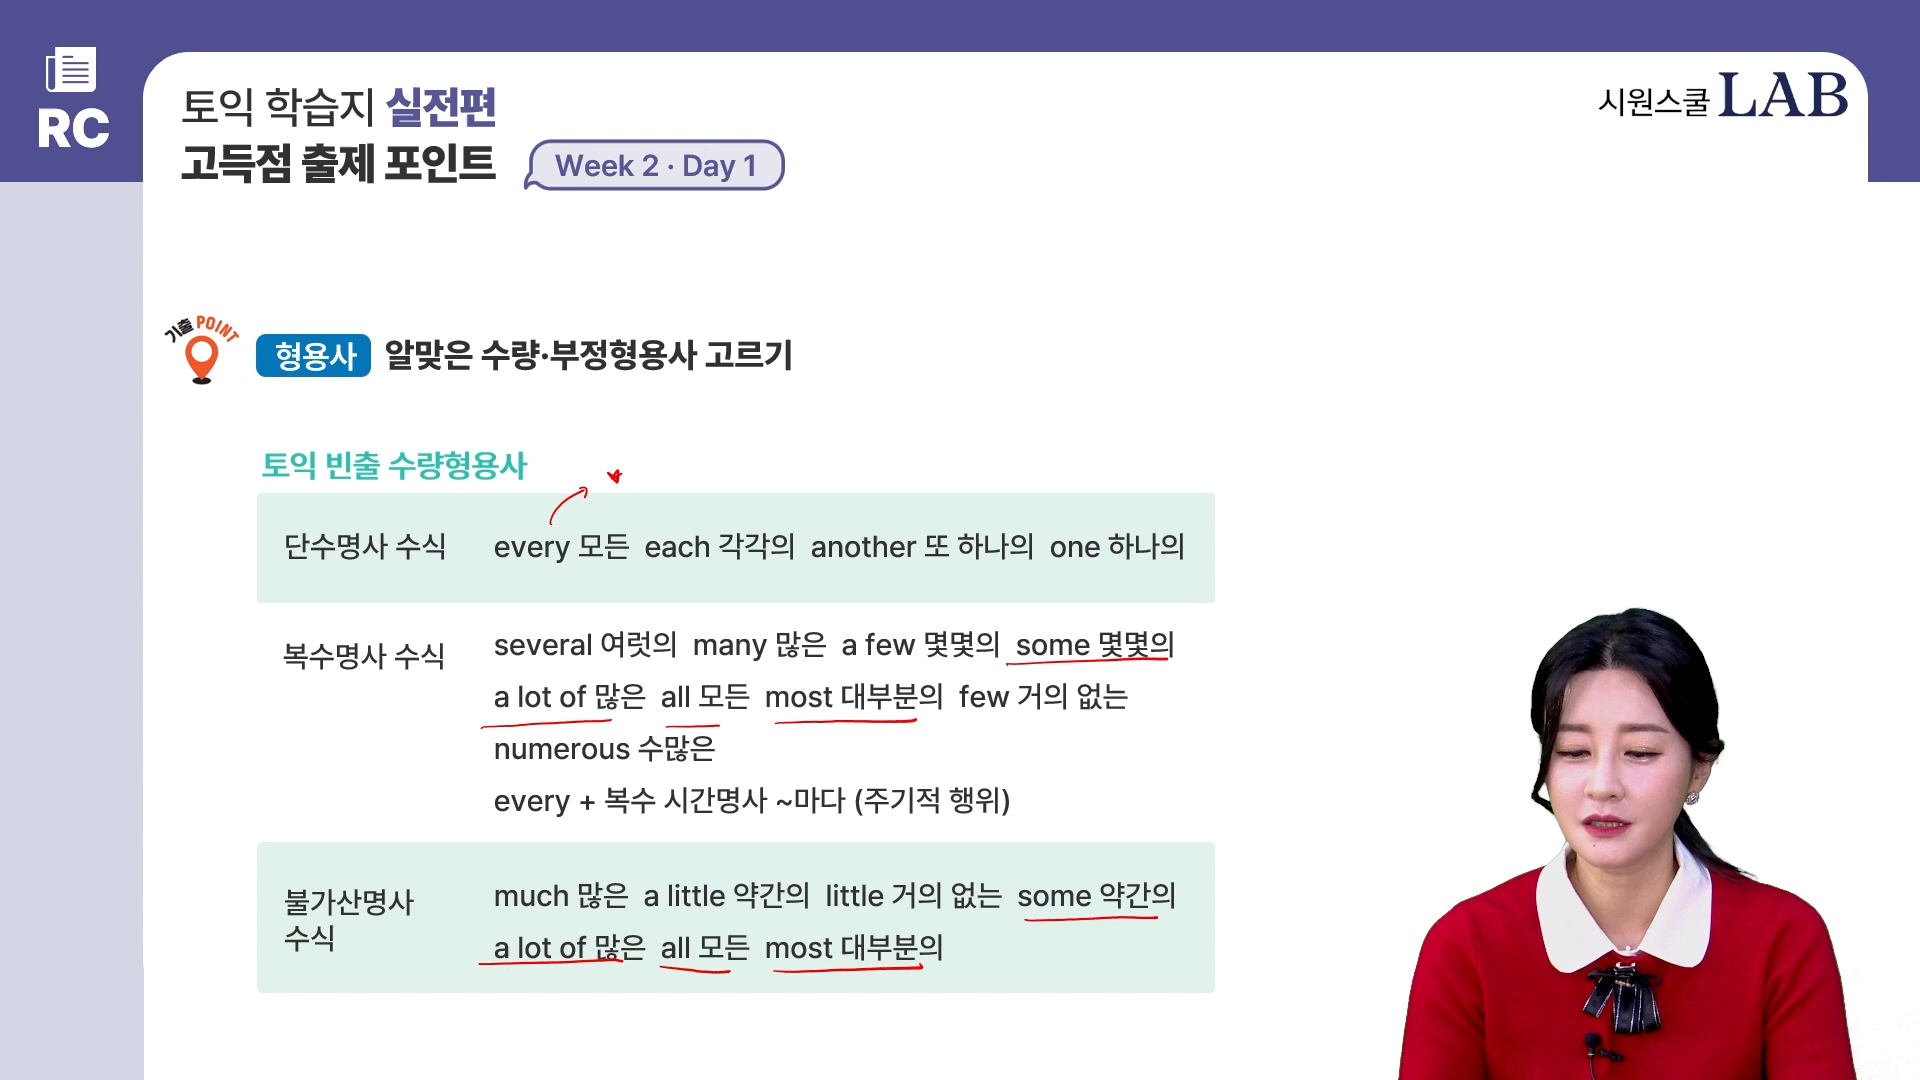 RC
토익 학습지 실전편
고득점 출제 포인트 Week 2 · Day 1
시원스쿨 LAB
기출 POINT
형용사 알맞은 수량·부정형용사 고르기
토익 빈출 수량형용사
단수명사 수식 every 모든 each 각각의 another 또 하나의 one 하나의
복수명사 수식 several 여럿의 many 많은 a few 몇몇의 some 몇몇의
a lot of 많은 all 모든 most 대부분의 few 거의 없는
numerous 수많은
every + 복수 시간명사 ~마다 (주기적 행위)
불가산명사 수식 much 많은 a little 약간의 little 거의 없는 some 약간의
a lot of 많은 all 모든 most 대부분의